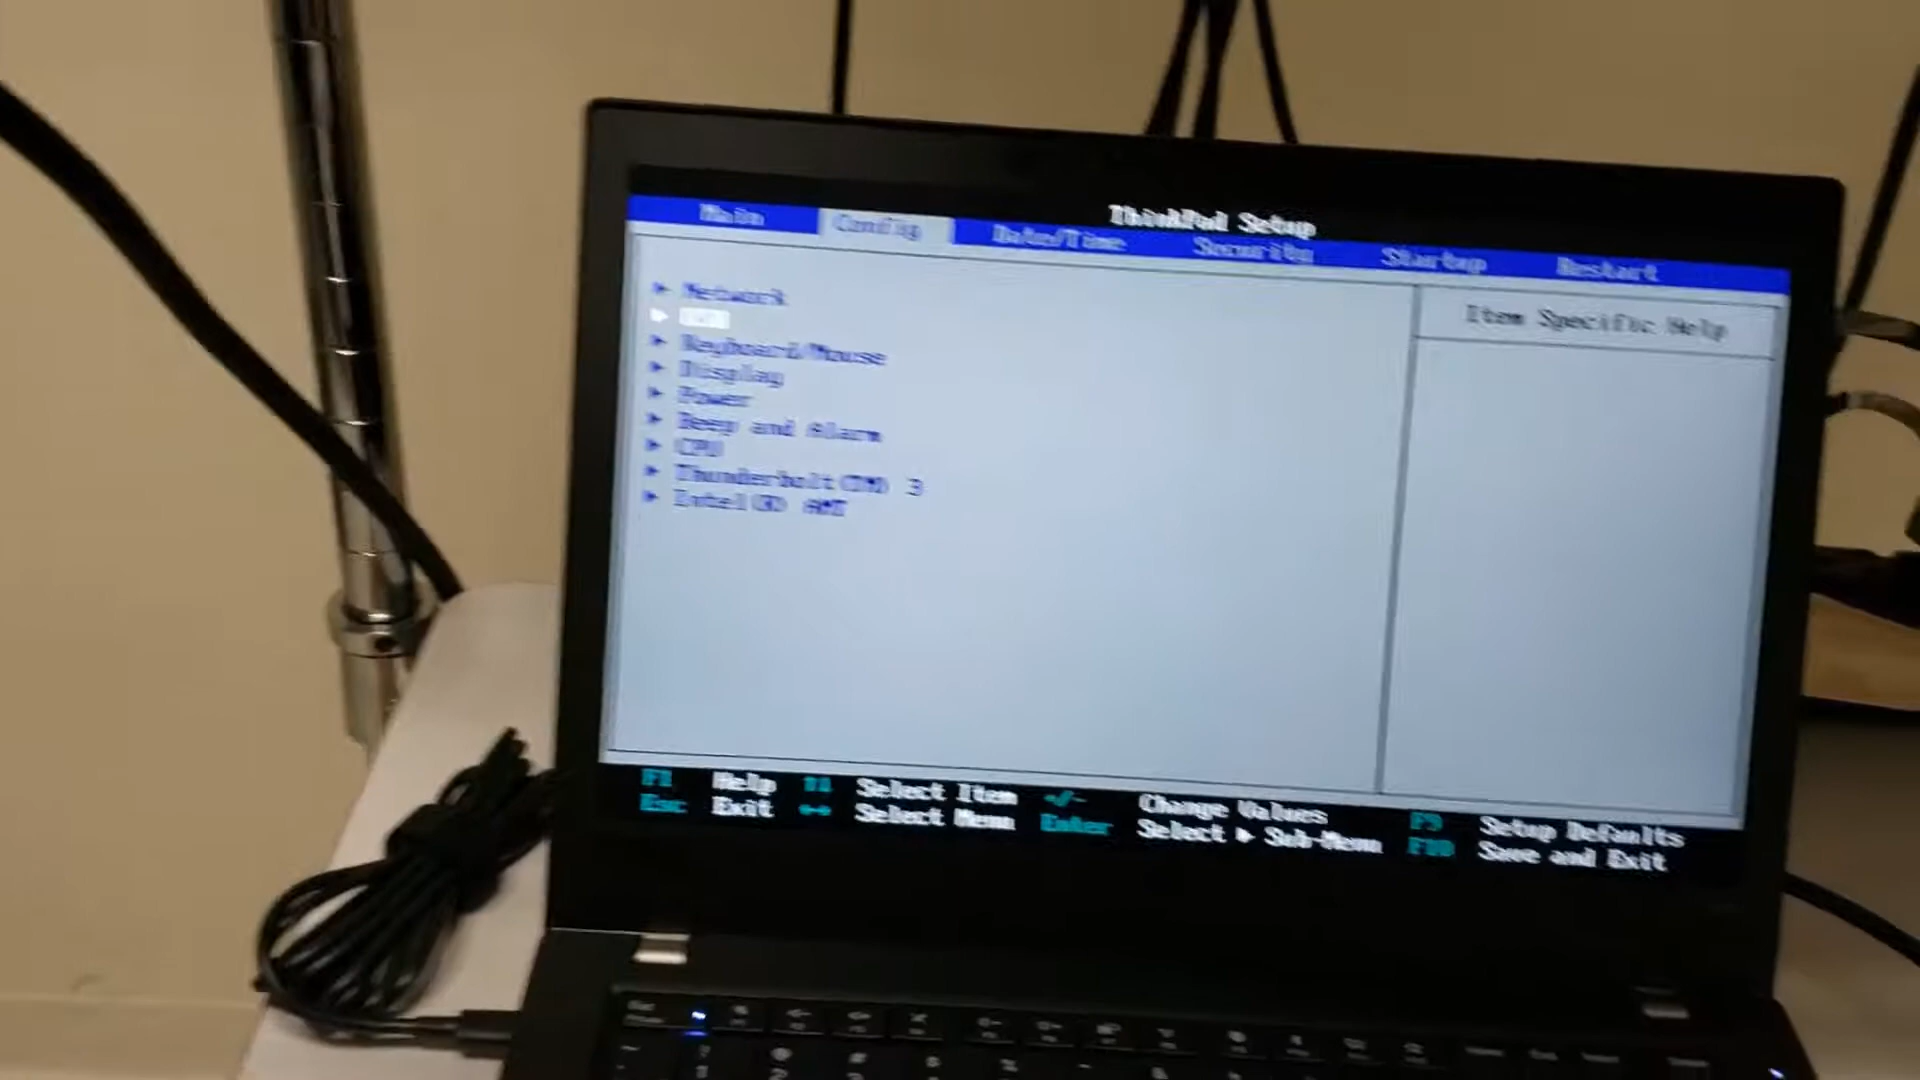 ThinkPad Setup
Main Config Date/Time Security Startup Restart
Network
Keyboard/Mouse
Display
Power
Beep and Alarm
CPU
Thunderbolt(TM) 3
Intel(R) AMT
Item Specific Help
F1 Help ↑↓ Select Item -/- Change Values F9 Setup Defaults
Esc Exit ↔ Select Menu Enter Select ▶ Sub-Menu F10 Save and Exit